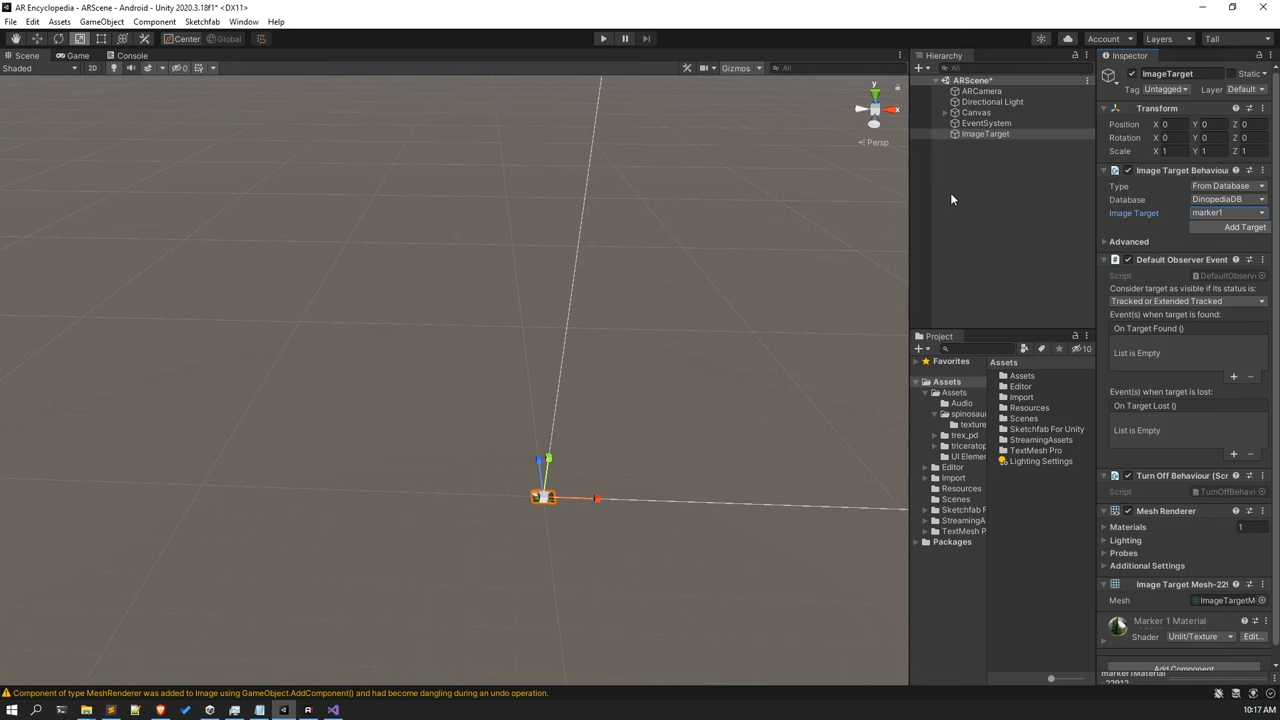 AR Encyclopedia - ARScene - Android - Unity 2020.3.18f1* <DX11>
File Edit Assets GameObject Component Sketchfab Window Help
Center Global Account Layers Tall
Scene Game Console
Shaded 2D 0 Gizmos All
y
x
Persp
Hierarchy
All
ARScene*
ARCamera
Directional Light
Canvas
EventSystem
ImageTarget
Project
10
Favorites
Assets
Assets
Audio
spinosau
texture
trex_pd
triceratop
UI Elemer
Editor
Import
Resources
Scenes
Sketchfab F
StreamingA
TextMesh P
Packages
Assets
Assets
Editor
Import
Resources
Scenes
Sketchfab For Unity
StreamingAssets
TextMesh Pro
Lighting Settings
Inspector
ImageTarget Static
Tag Untagged Layer Default
Transform
Position X 0 Y 0 Z 0
Rotation X 0 Y 0 Z 0
Scale X 1 Y 1 Z 1
Image Target Behaviour
Type From Database
Database DinopediaDB
Image Target marker1
Add Target
Advanced
Default Observer Event
Script DefaultObserv
Consider target as visible if its status is:
Tracked or Extended Tracked
Event(s) when target is found:
On Target Found ()
List is Empty
Event(s) when target is lost:
On Target Lost ()
List is Empty
Turn Off Behaviour (Scr
Script TurnOffBehavi
Mesh Renderer
Materials 1
Lighting
Probes
Additional Settings
Image Target Mesh-229
Mesh ImageTargetM
Marker 1 Material
Shader Unlit/Texture Edit...
Add Component
Component of type MeshRenderer was added to Image using GameObject.AddComponent() and had become dangling during an undo operation.
10:17 AM